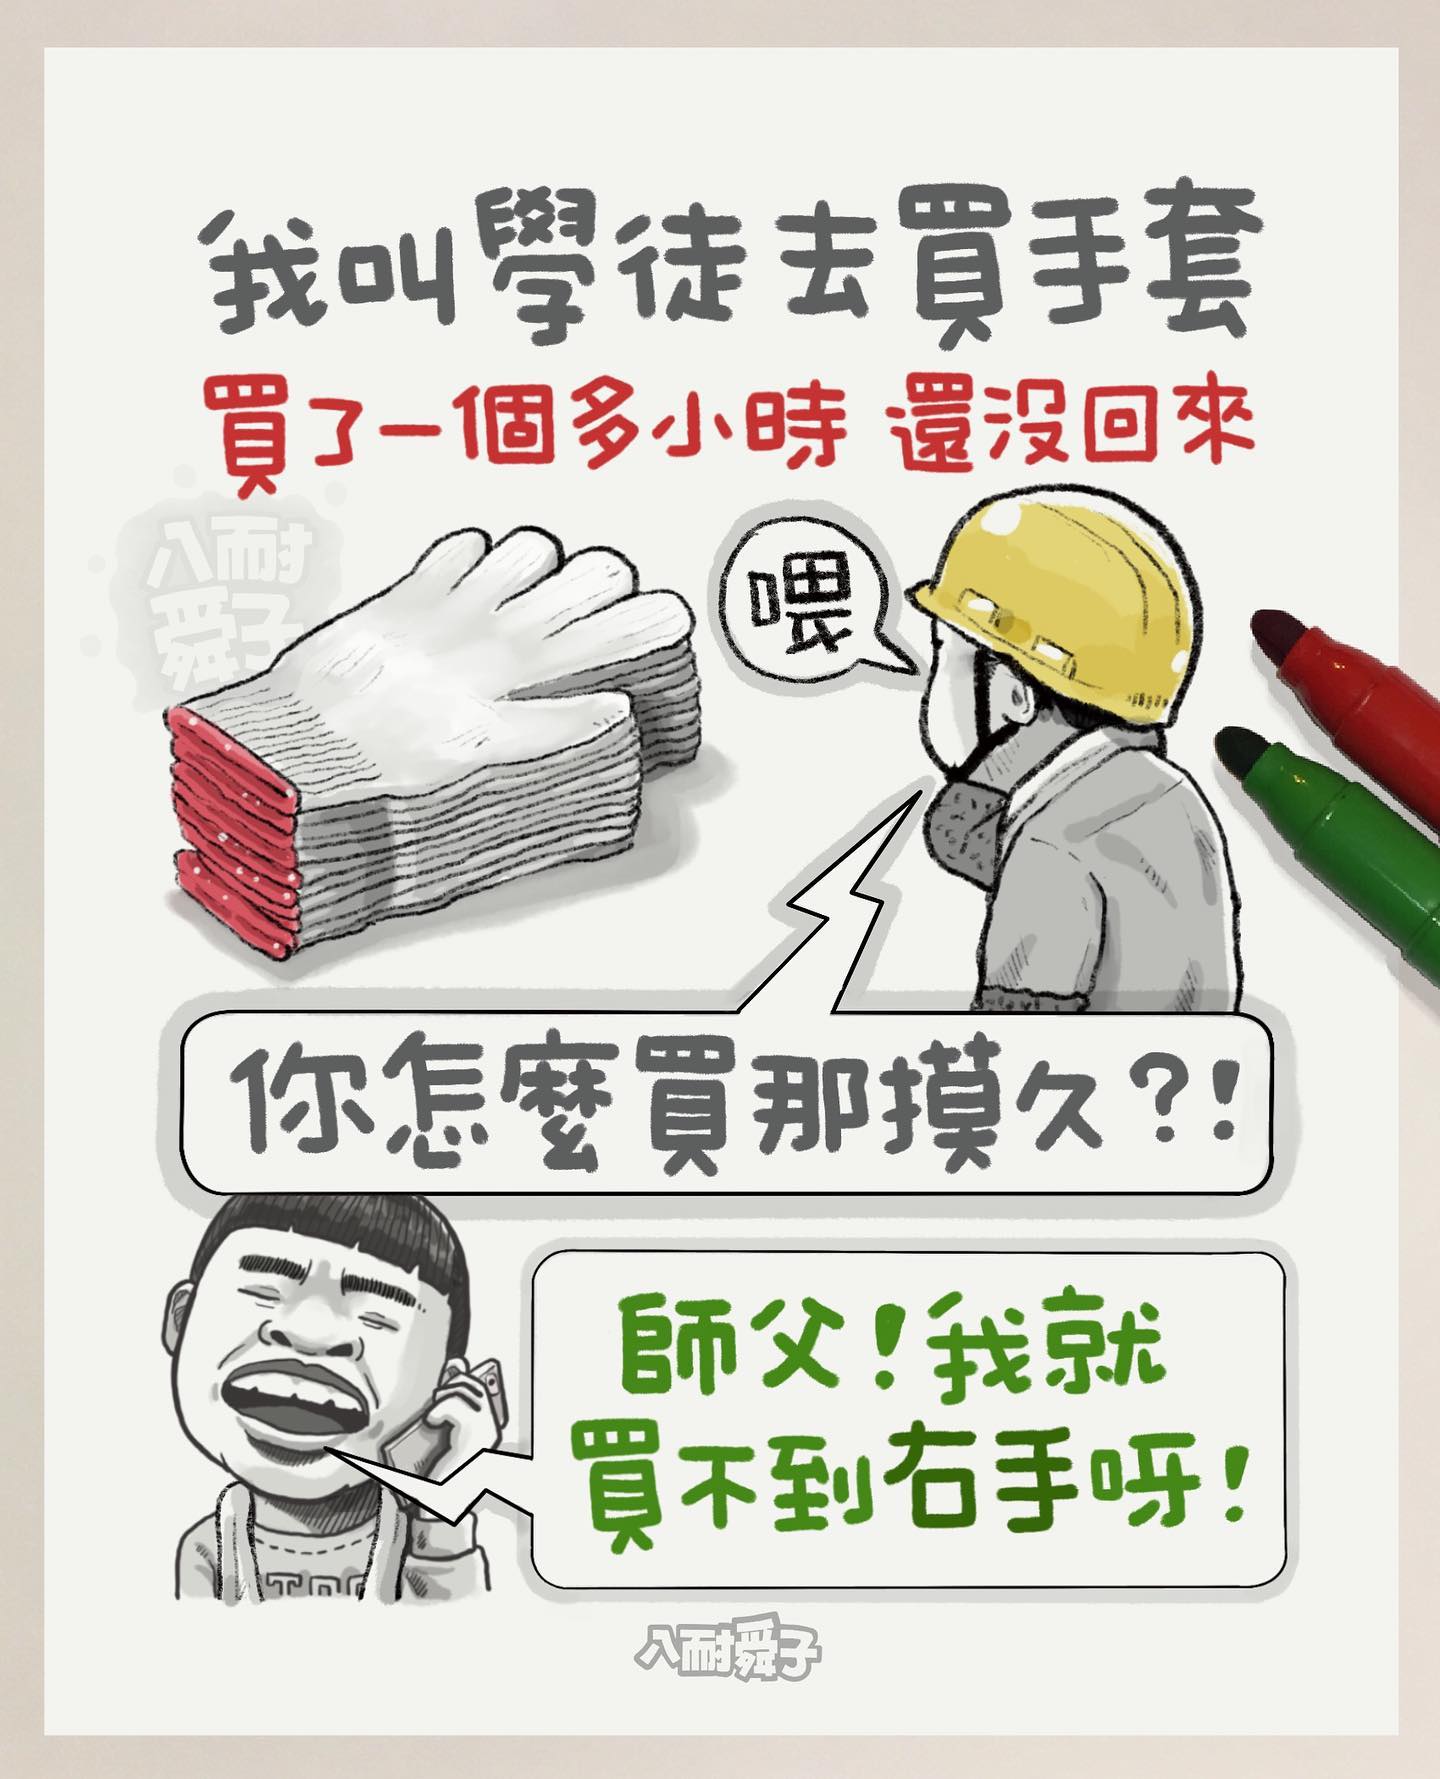 我叫學徒去買手套
買了一個多小時 還沒回來
八耐
舜子
喂
你怎麼買那摸久?!
師父!我就
買不到右手呀!
八耐舜子